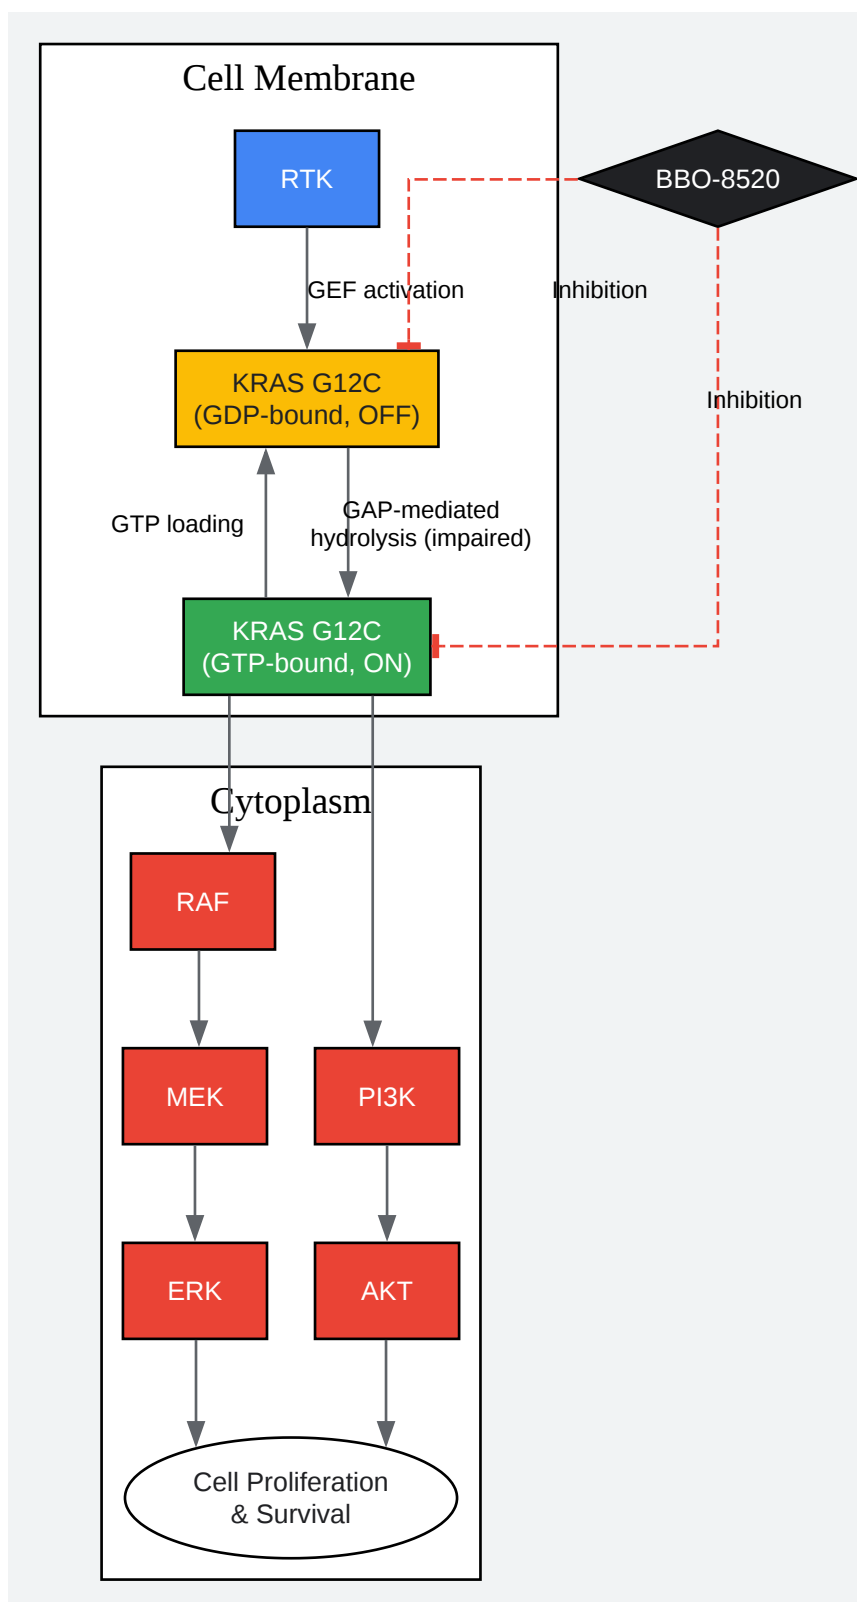 Cell Membrane
RTK
BBO-8520
GEF activation
Inhibition
KRAS G12C
(GDP-bound, OFF)
Inhibition
GTP loading
GAP-mediated
hydrolysis (impaired)
KRAS G12C
(GTP-bound, ON)
Cytoplasm
RAF
MEK
PI3K
ERK
AKT
Cell Proliferation
& Survival